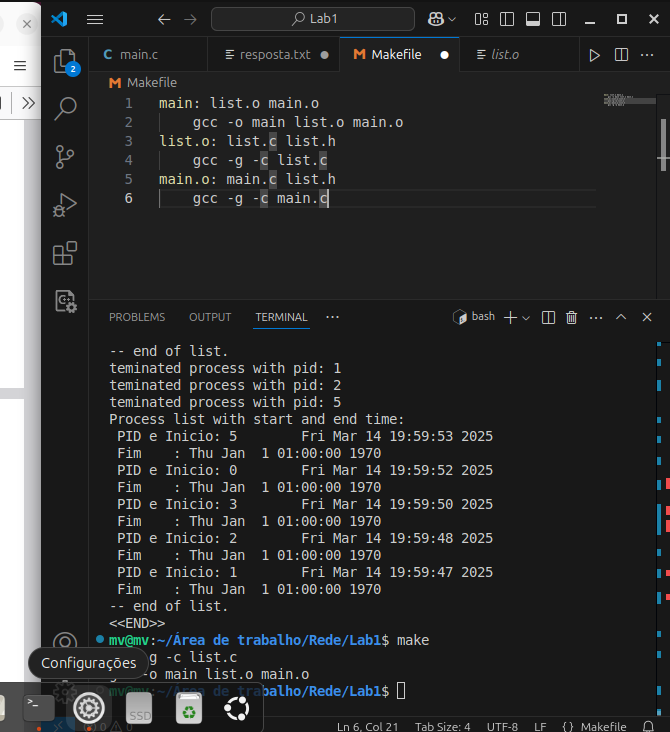 Lab1
main.c
resposta.txt
Makefile
list.o
2
Makefile
1 main: list.o main.o
2 gcc -o main list.o main.o
3 list.o: list.c list.h
4 gcc -g -c list.c
5 main.o: main.c list.h
6 gcc -g -c main.c
PROBLEMS OUTPUT TERMINAL ··· bash
-- end of list.
teminated process with pid: 1
teminated process with pid: 2
teminated process with pid: 5
Process list with start and end time:
PID e Inicio: 5 Fri Mar 14 19:59:53 2025
Fim : Thu Jan 1 01:00:00 1970
PID e Inicio: 0 Fri Mar 14 19:59:52 2025
Fim : Thu Jan 1 01:00:00 1970
PID e Inicio: 3 Fri Mar 14 19:59:50 2025
Fim : Thu Jan 1 01:00:00 1970
PID e Inicio: 2 Fri Mar 14 19:59:48 2025
Fim : Thu Jan 1 01:00:00 1970
PID e Inicio: 1 Fri Mar 14 19:59:47 2025
Fim : Thu Jan 1 01:00:00 1970
-- end of list.
<<END>>
mv@mv:~/Área de trabalho/Rede/Lab1$ make
g -c list.c
Configurações
-o main list.o main.o
mv@mv:~/Área de trabalho/Rede/Lab1$
SSD
0 0
Ln 6, Col 21 Tab Size: 4 UTF-8 LF {} Makefile